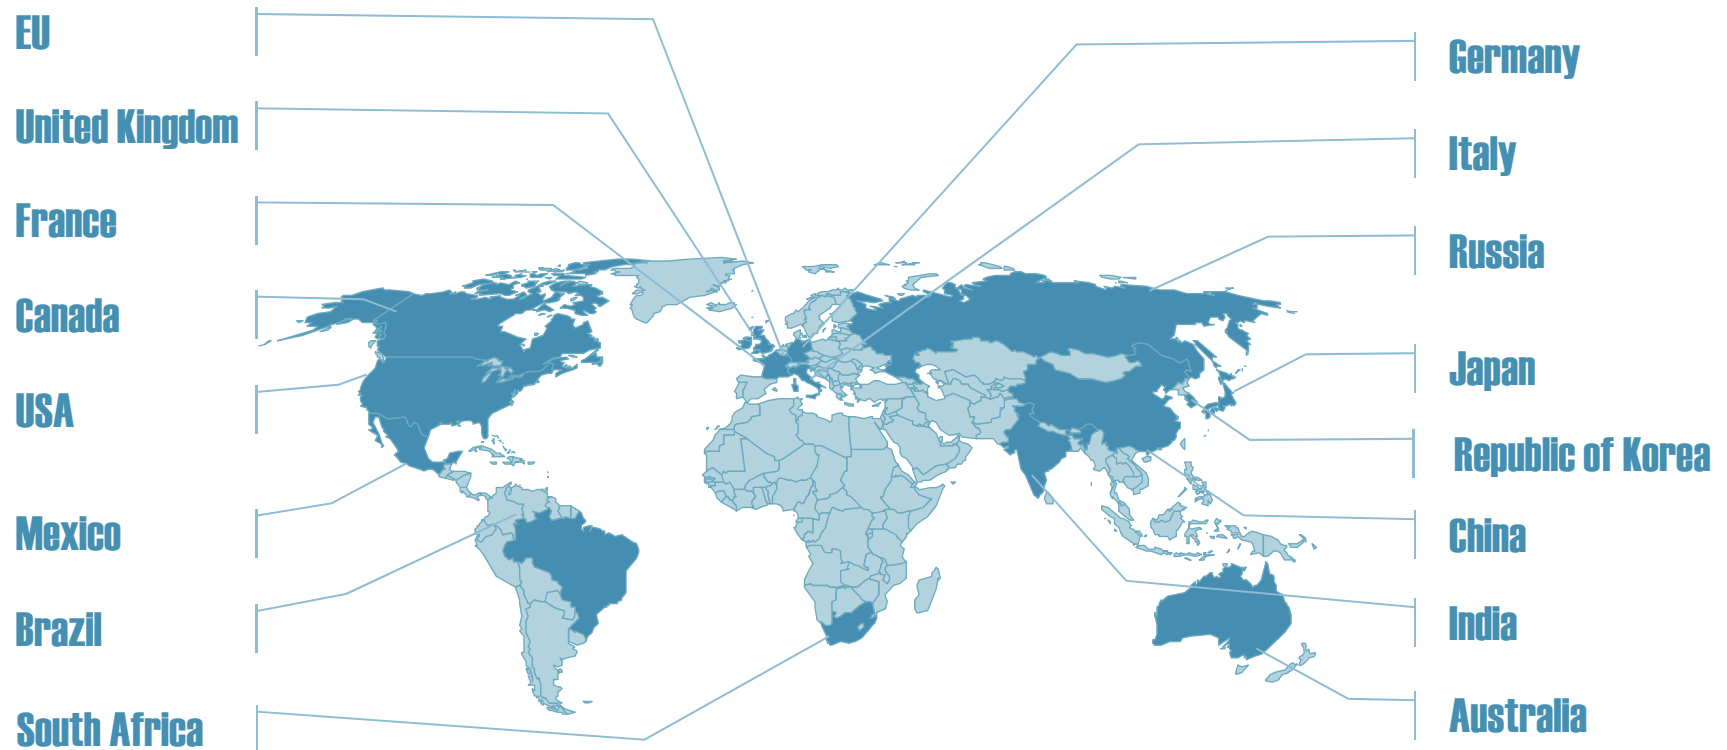 EU
United Kingdom
France
Canada
USA
Mexico
Brazil
South Africa
Germany
Italy
Russia
Japan
Republic of Korea
China
India
Australia